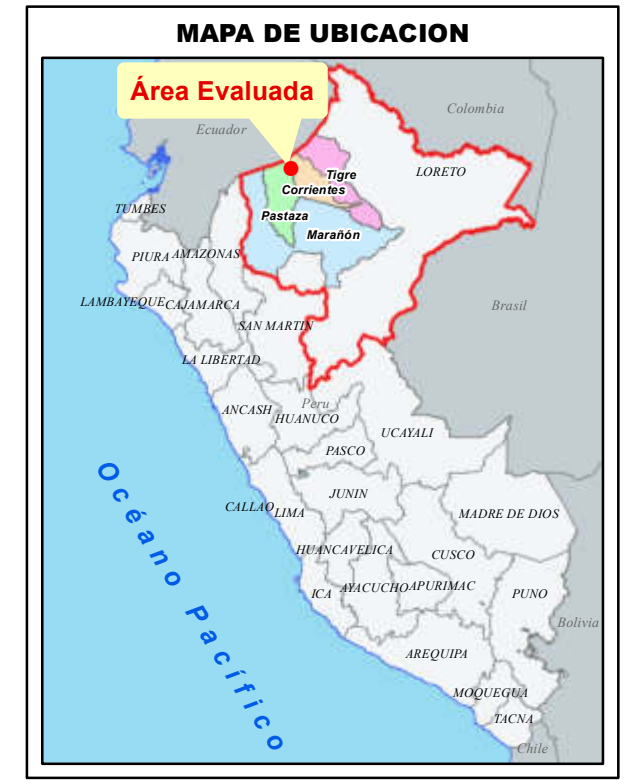 MAPA DE UBICACION
Área Evaluada
Colombia
Ecuador
LORETO
Tigre
Corrientes
Pastaza
TUMBES
Marañón
PIURA
AMAZONAS
LAMBAYEQUE
CAJAMARCA
Brasil
SAN MARTIN
LA LIBERTAD
Peru
ANCASH
HUANUCO
UCAYALI
PASCO
JUNIN
CALLAO
LIMA
MADRE DE DIOS
HUANCAVELICA
CUSCO
ICA
AYACUCHO
APURIMAC
PUNO
Bolivia
Océano Pacífico
AREQUIPA
MOQUEGUA
TACNA
Chile